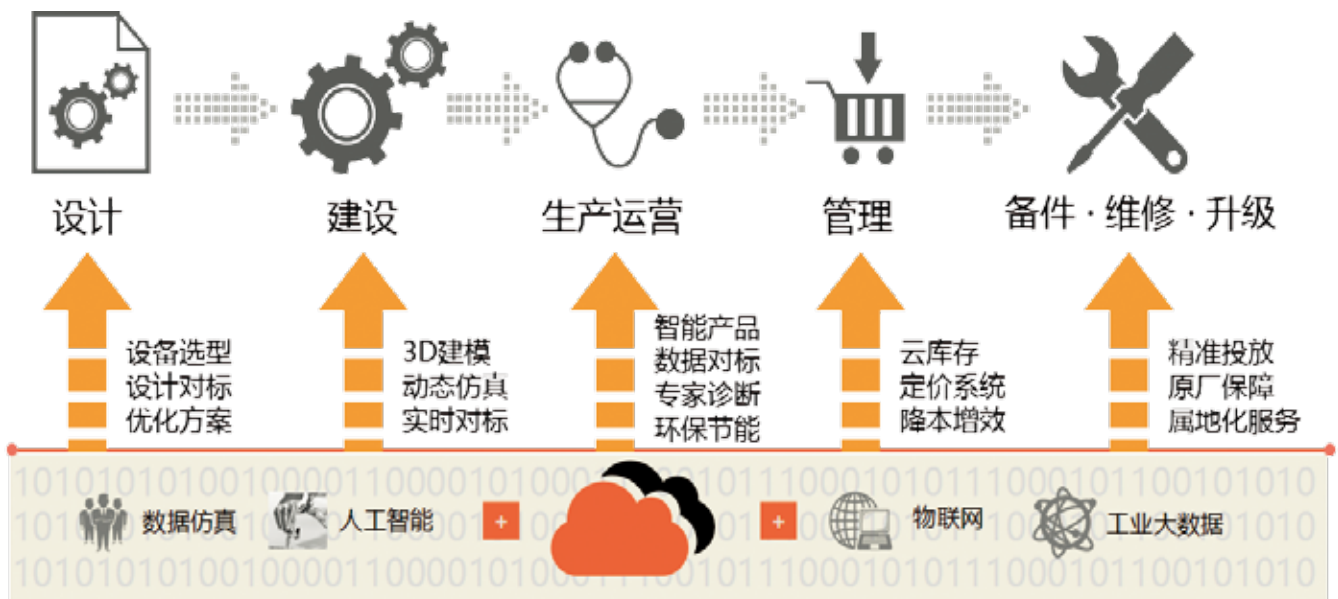 设计
建设
生产运营
管理
备件·维修·升级
设备选型
设计对标
优化方案
3D建模
动态仿真
实时对标
智能产品
数据对标
专家诊断
环保节能
云库存
定价系统
降本增效
精准投放
原厂保障
属地化服务
数据仿真
人工智能
+
+
物联网
工业大数据